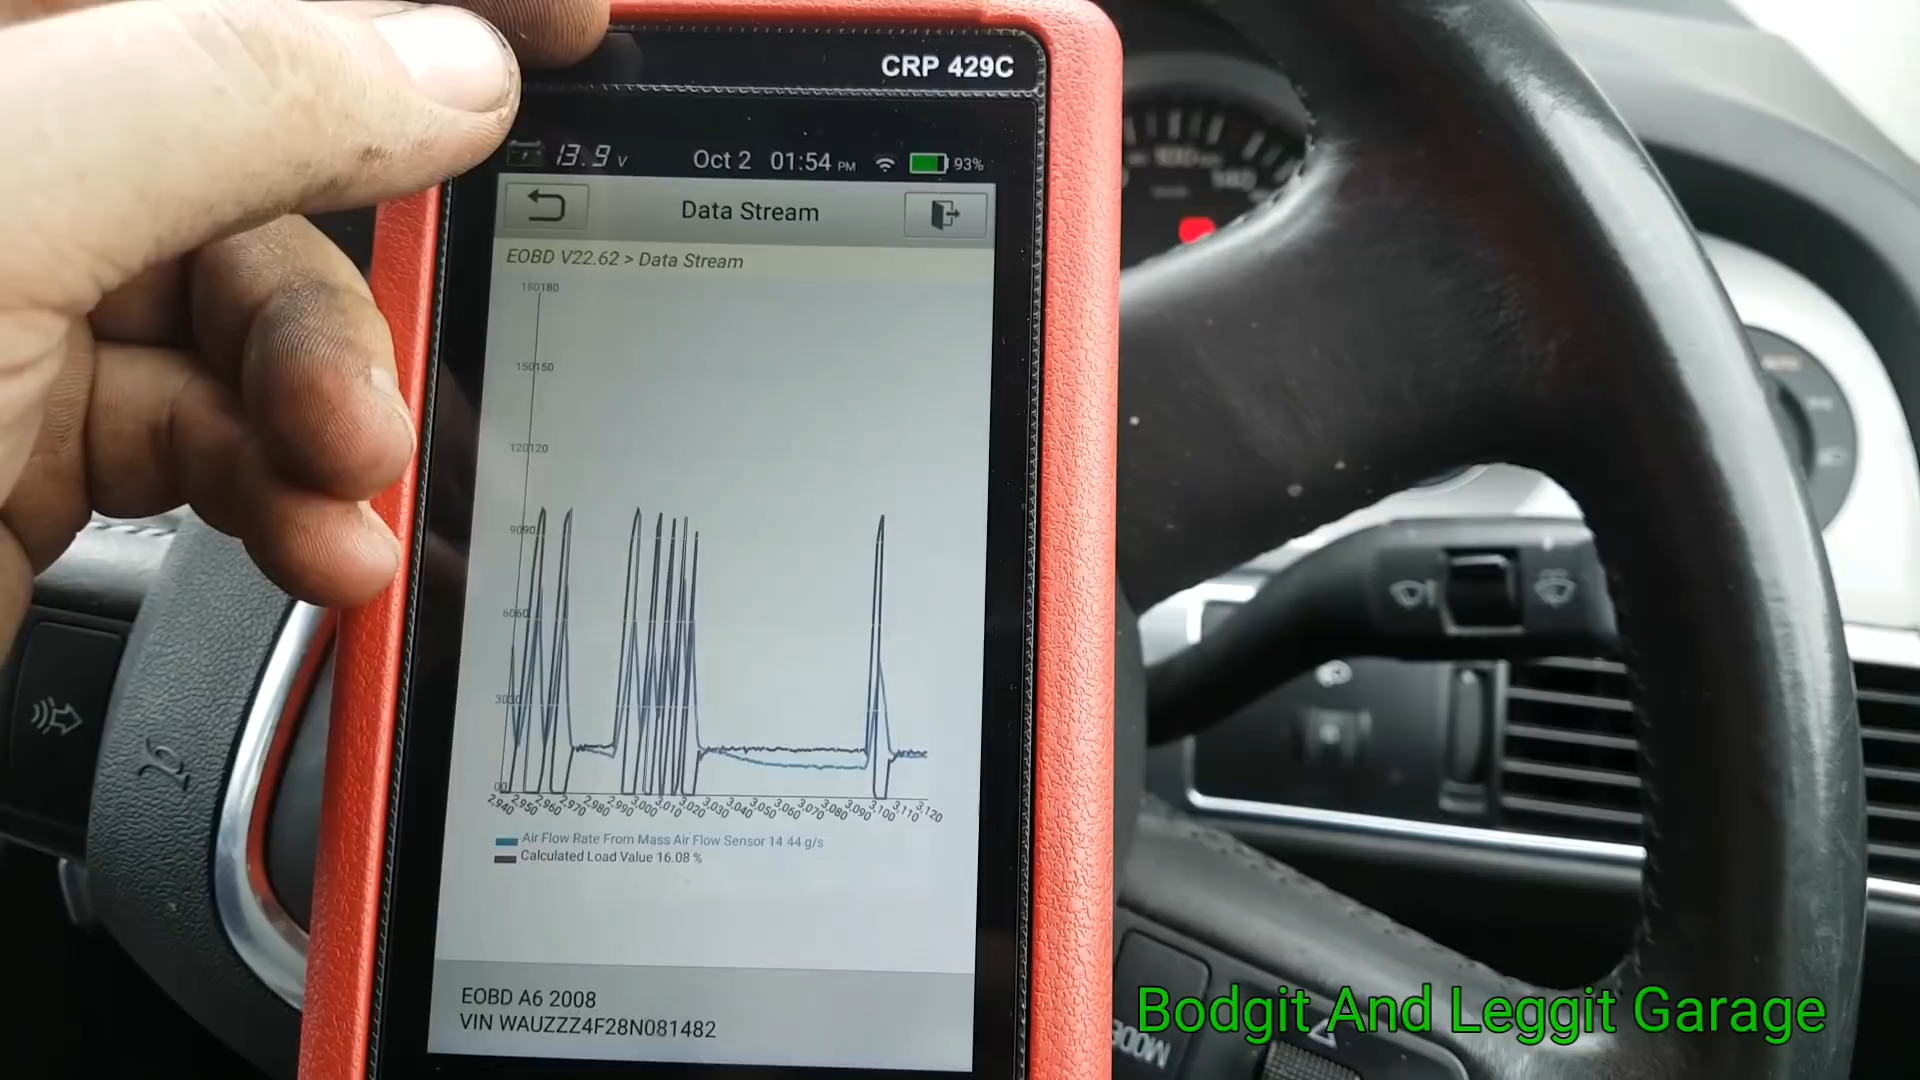 CRP 429C
13.9 V Oct 2 01:54 PM 93%
Data Stream
EOBD V22.62 > Data Stream
180180
150150
120120
9090
6060
3030
00
2,940 2,950 2,960 2,970 2,980 2,990 3,000 3,010 3,020 3,030 3,040 3,050 3,060 3,070 3,080 3,090 3,100 3,110 3,120
Air Flow Rate From Mass Air Flow Sensor 14 44 g/s
Calculated Load Value 16.08 %
EOBD A6 2008
VIN WAUZZZ4F28N081482
100
140
MODE
Bodgit And Leggit Garage